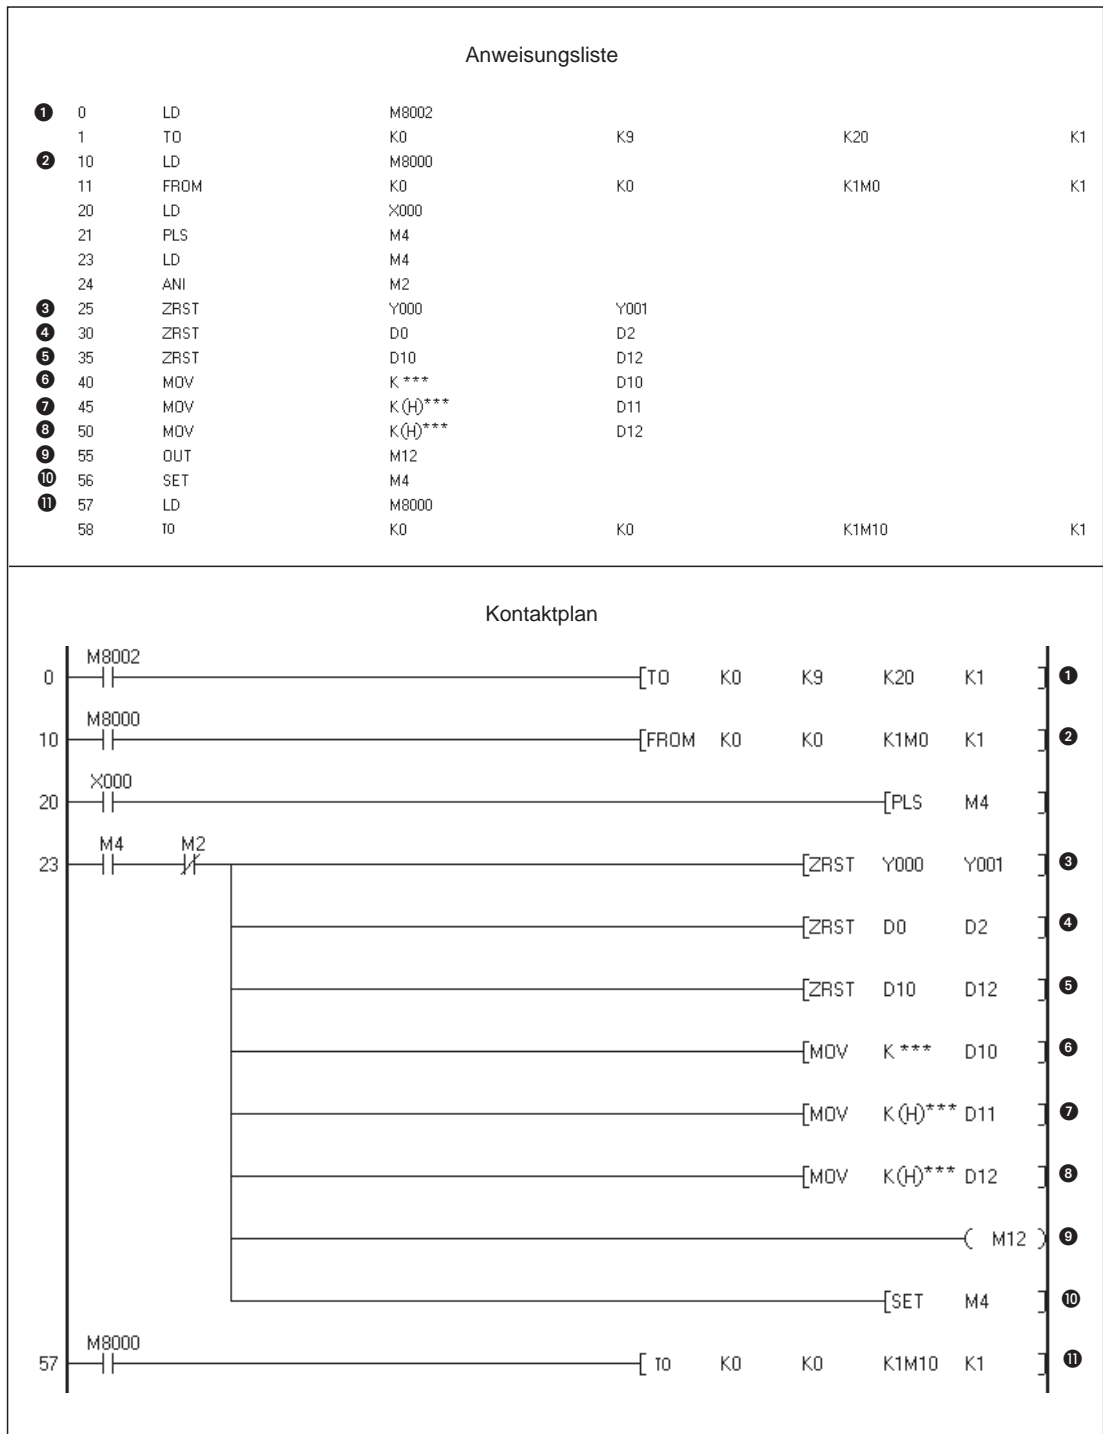 Anweisungsliste
❶ 0 LD M8002
1 TO K0 K9 K20 K1
❷ 10 LD M8000
11 FROM K0 K0 K1M0 K1
20 LD X000
21 PLS M4
23 LD M4
24 ANI M2
❸ 25 ZRST Y000 Y001
❹ 30 ZRST D0 D2
❺ 35 ZRST D10 D12
❻ 40 MOV K *** D10
❼ 45 MOV K(H)*** D11
❽ 50 MOV K(H)*** D12
❾ 55 OUT M12
❿ 56 SET M4
⓫ 57 LD M8000
58 TO K0 K0 K1M10 K1
Kontaktplan
M8002
0 [TO K0 K9 K20 K1 ] ❶
M8000
10 [FROM K0 K0 K1M0 K1 ] ❷
X000
20 [PLS M4 ]
M4 M2
23 [ZRST Y000 Y001 ] ❸
[ZRST D0 D2 ] ❹
[ZRST D10 D12 ] ❺
[MOV K *** D10 ] ❻
[MOV K(H)*** D11 ] ❼
[MOV K(H)*** D12 ] ❽
( M12 ) ❾
[SET M4 ] ❿
M8000
57 [ TO K0 K0 K1M10 K1 ] ⓫